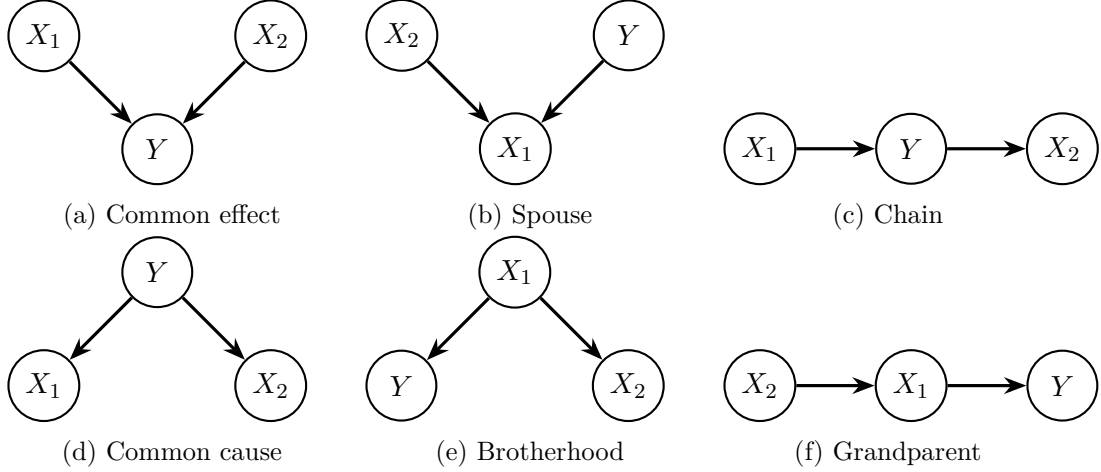 X₁ X₂ X₂ Y
Y X₁ X₁ Y X₂
(a) Common effect (b) Spouse (c) Chain
Y X₁
X₁ X₂ Y X₂ X₂ X₁ Y
(d) Common cause (e) Brotherhood (f) Grandparent